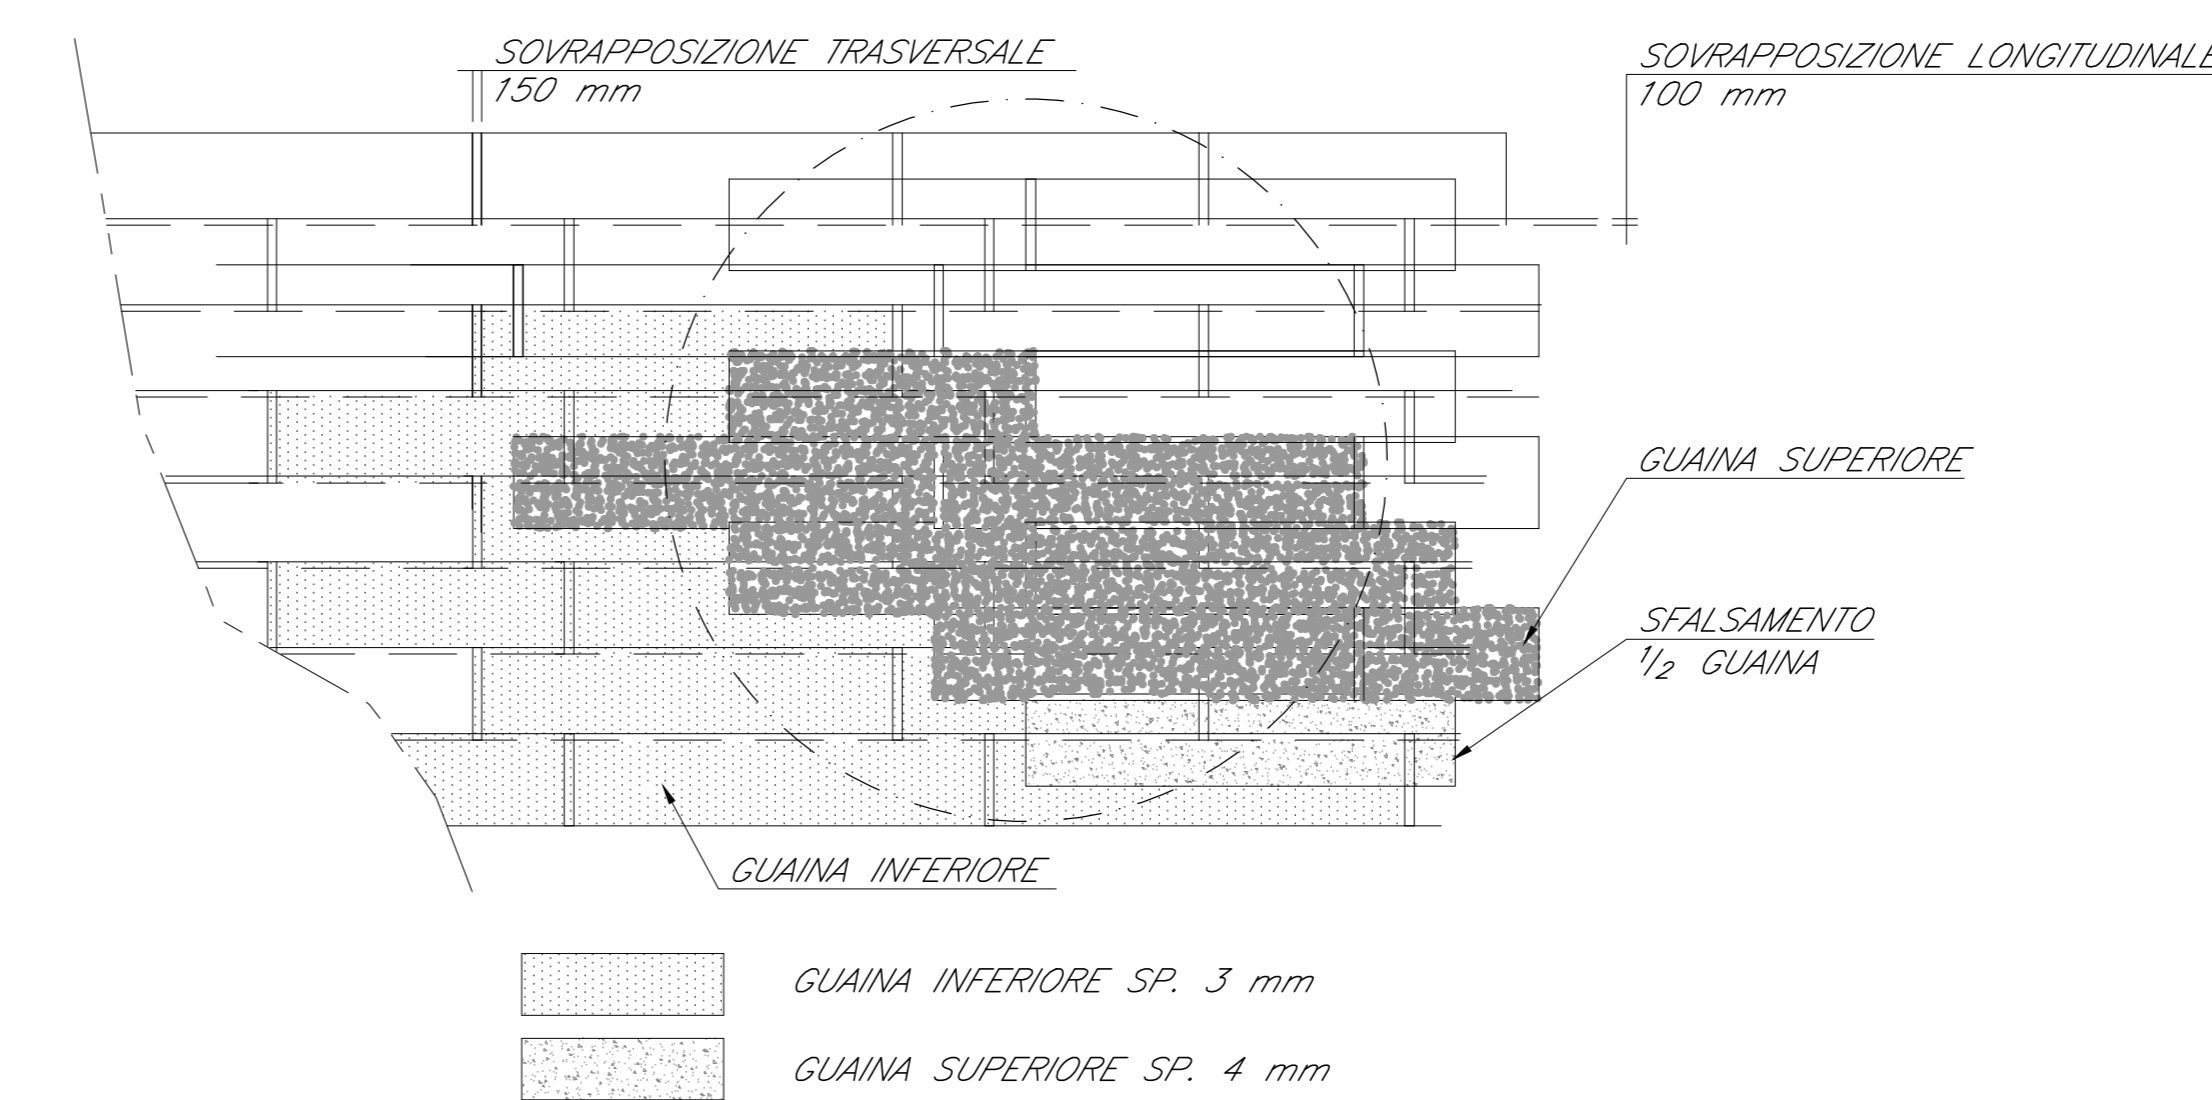 SOVRAPPOSIZIONE TRASVERSALE
150 mm
SOVRAPPOSIZIONE LONGITUDINALE
100 mm
GUAINA SUPERIORE
SFALSAMENTO
1/2 GUAINA
GUAINA INFERIORE
GUAINA INFERIORE SP. 3 mm
GUAINA SUPERIORE SP. 4 mm